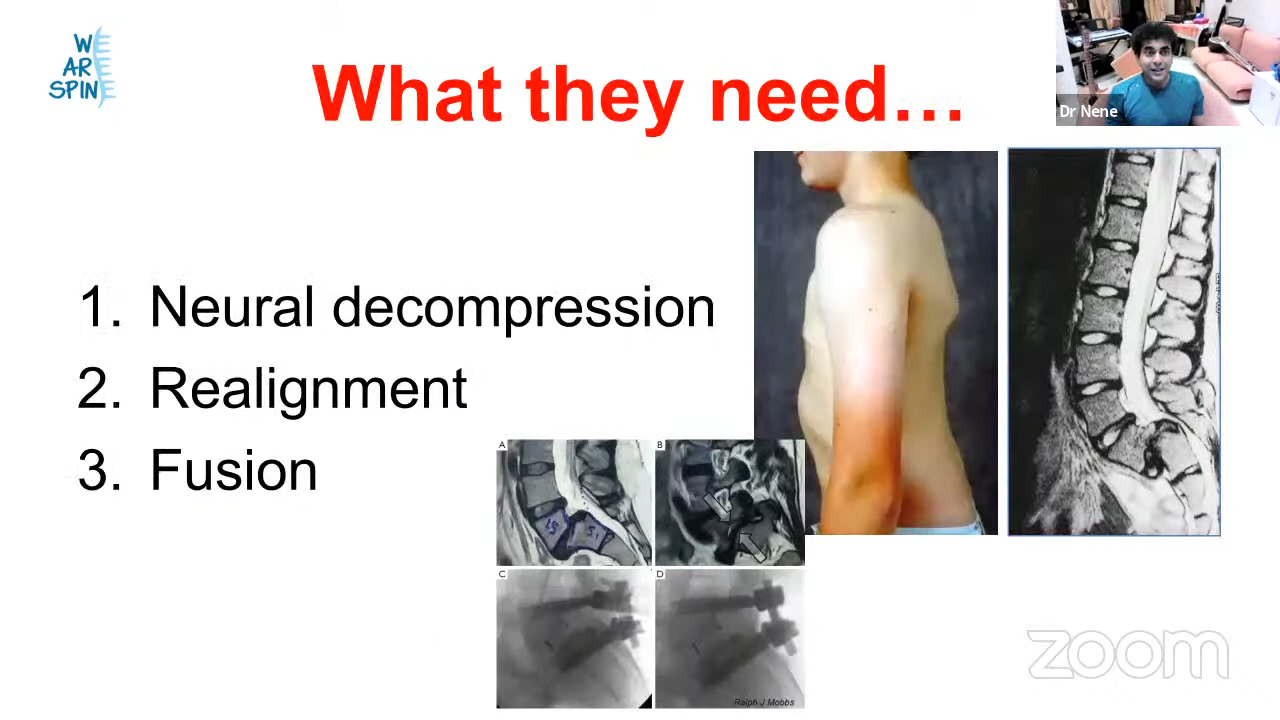 WE
ARE
SPINE
What they need…
Dr Nene
1. Neural decompression
2. Realignment
3. Fusion
A
B
L5
S1
C
D
Ralph J Mobbs
zoom